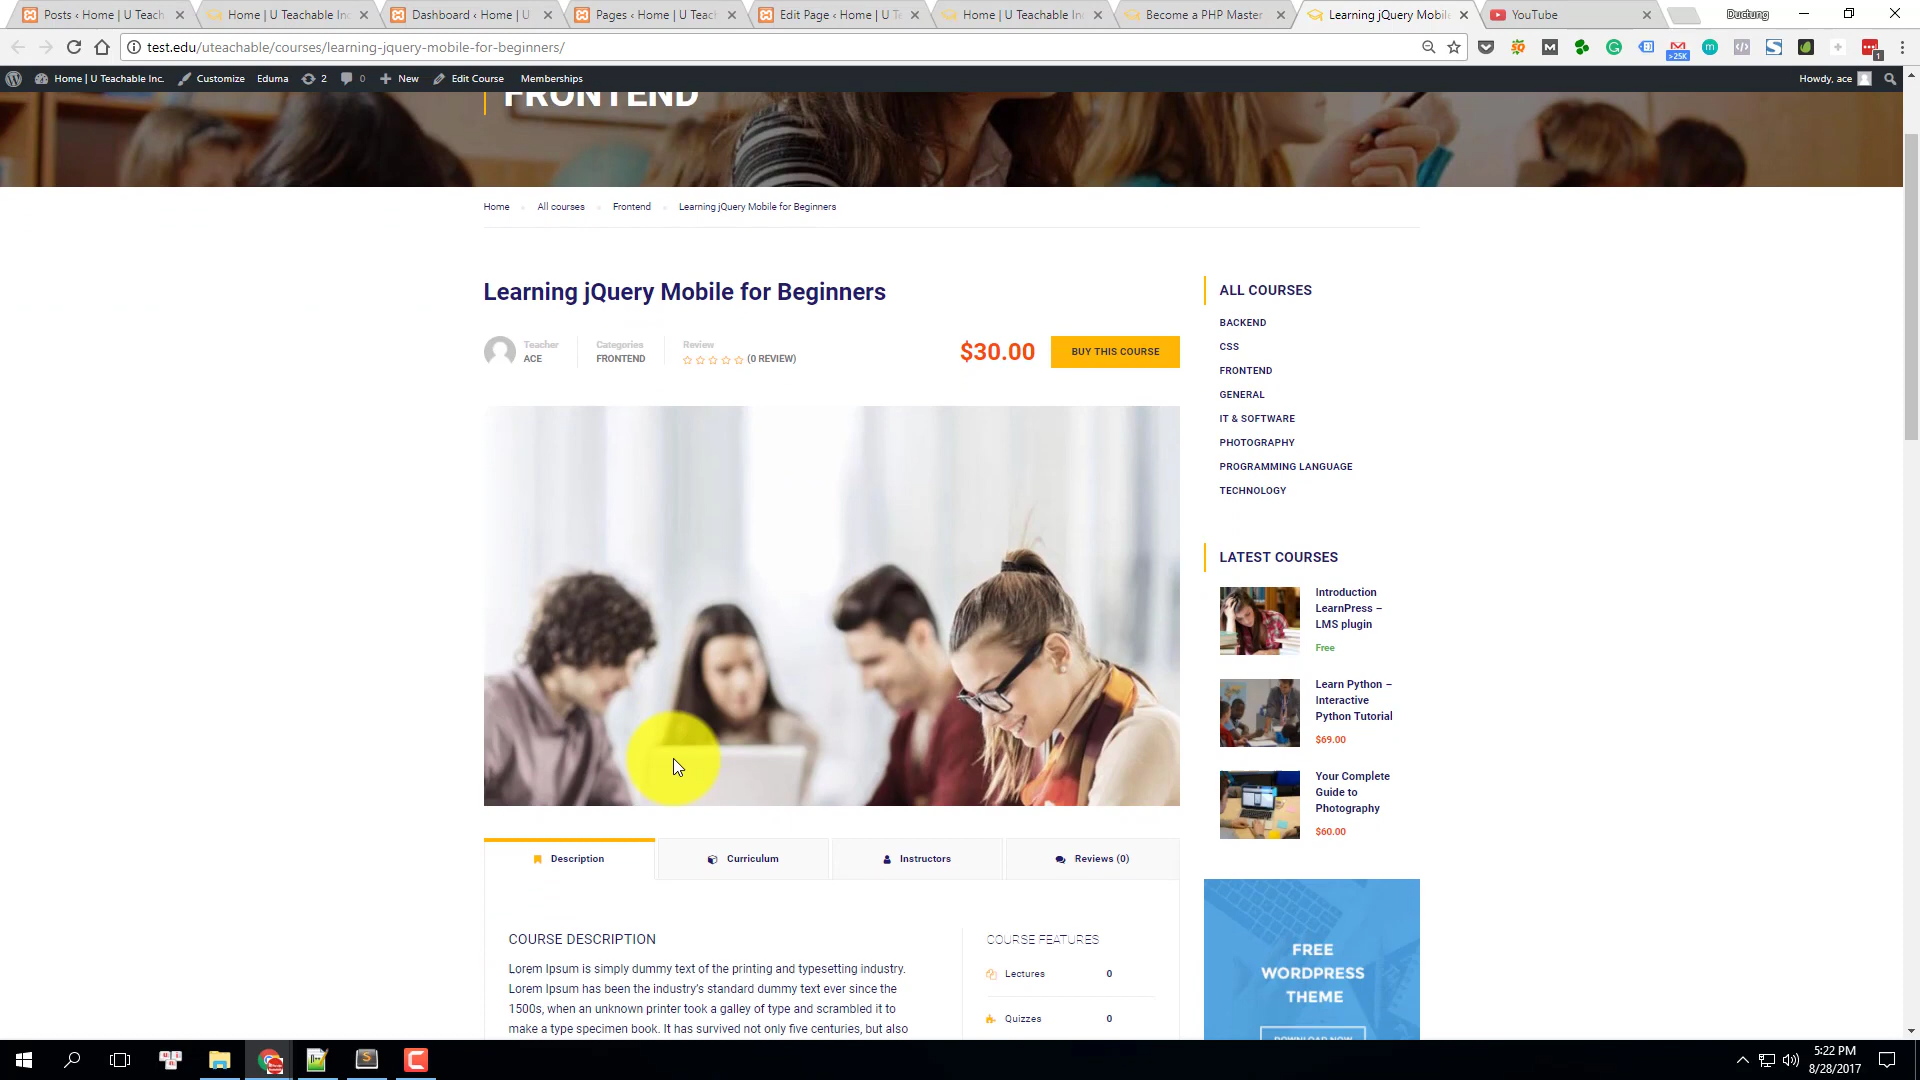 Posts ‹ Home | U Teach
Home | U Teachable In
Dashboard ‹ Home | U
Pages ‹ Home | U Teac
Edit Page ‹ Home | U Te
Home | U Teachable In
Become a PHP Master
Learning jQuery Mobil
YouTube
Ductung
test.edu/uteachable/courses/learning-jquery-mobile-for-beginners/
>25K
1
Home | U Teachable Inc.
Customize
Eduma
2
0
New
Edit Course
Memberships
Howdy, ace
FRONTEND
Home
All courses
Frontend
Learning jQuery Mobile for Beginners
Learning jQuery Mobile for Beginners
Teacher
ACE
Categories
FRONTEND
Review
(0 REVIEW)
$30.00
BUY THIS COURSE
ALL COURSES
BACKEND
CSS
FRONTEND
GENERAL
IT & SOFTWARE
PHOTOGRAPHY
PROGRAMMING LANGUAGE
TECHNOLOGY
LATEST COURSES
Introduction
LearnPress –
LMS plugin
Free
Learn Python –
Interactive
Python Tutorial
$69.00
Your Complete
Guide to
Photography
$60.00
Description
Curriculum
Instructors
Reviews (0)
COURSE DESCRIPTION
Lorem Ipsum is simply dummy text of the printing and typesetting industry.
Lorem Ipsum has been the industry's standard dummy text ever since the
1500s, when an unknown printer took a galley of type and scrambled it to
make a type specimen book. It has survived not only five centuries, but also
COURSE FEATURES
Lectures 0
Quizzes 0
FREE
WORDPRESS
THEME
DOWNLOAD NOW
5:22 PM
8/28/2017